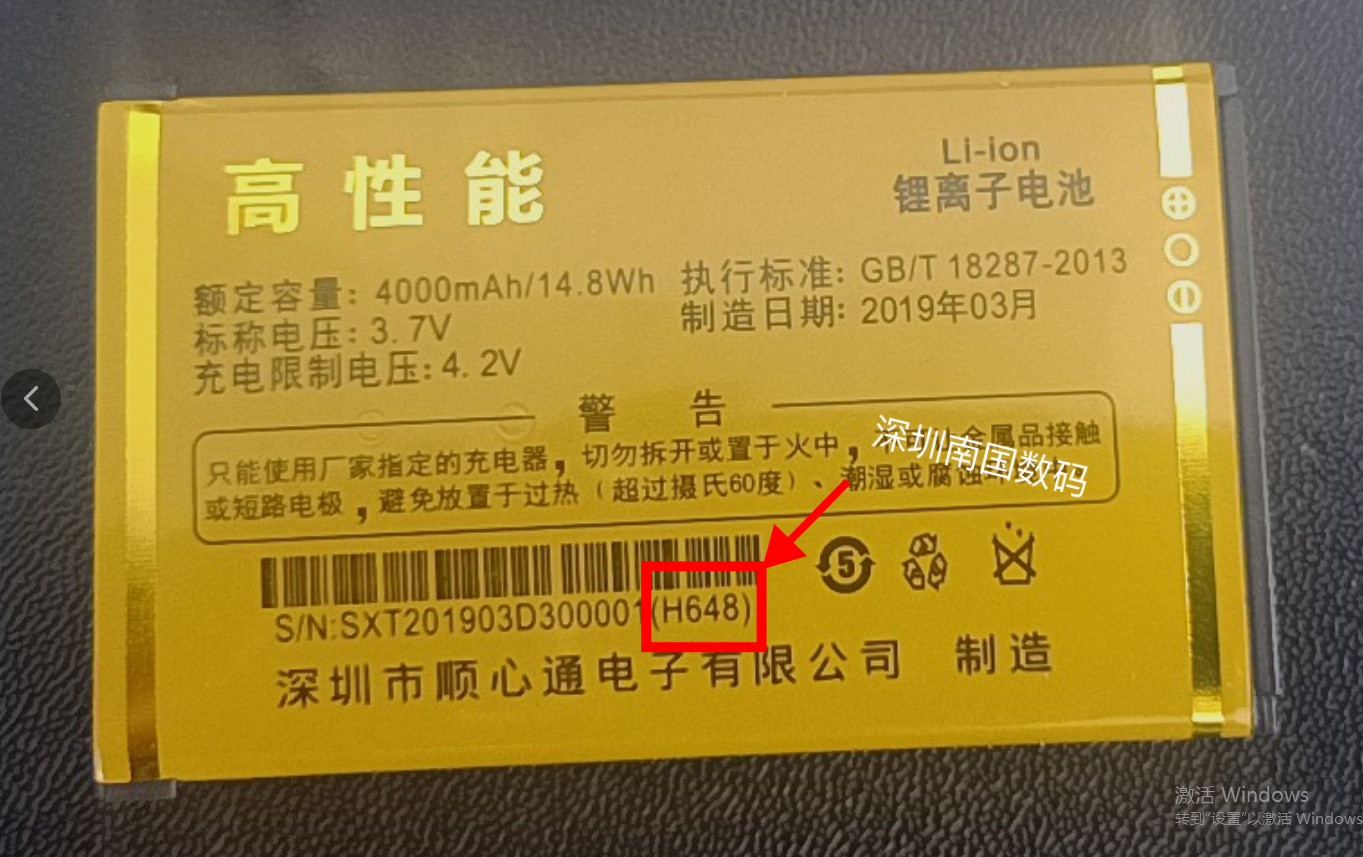 高性能
Li-ion
锂离子电池
额定容量: 4000mAh/14.8Wh
标称电压: 3.7V
充电限制电压: 4.2V
执行标准: GB/T 18287-2013
制造日期: 2019年03月
警 告
只能使用厂家指定的充电器，切勿拆开或置于火中，金属品接触
或短路电极，避免放置于过热（超过摄氏60度）、潮湿或腐蚀
深圳南国数码
S/N:SXT201903D300001(H648)
5
深圳市顺心通电子有限公司 制造
激活 Windows
转到"设置"以激活 Windows